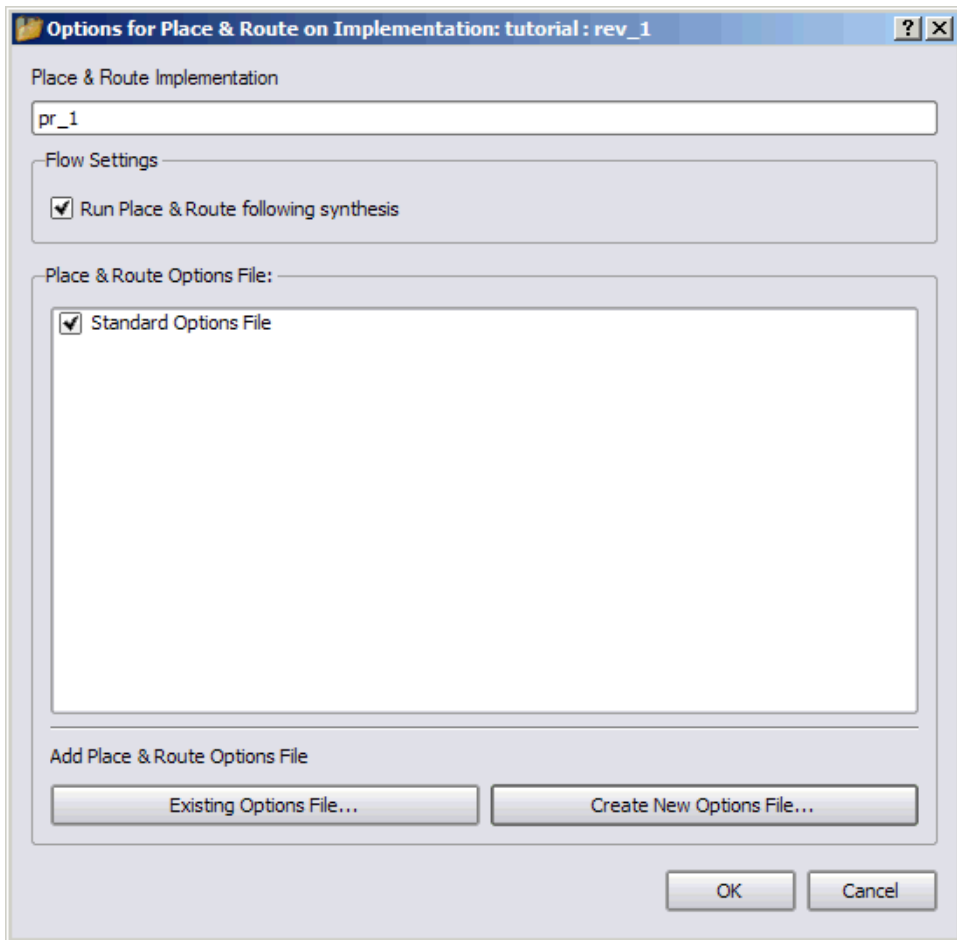 Options for Place & Route on Implementation: tutorial : rev_1
Place & Route Implementation
pr_1
Flow Settings
Run Place & Route following synthesis
Place & Route Options File:
Standard Options File
Add Place & Route Options File
Existing Options File... Create New Options File...
OK Cancel